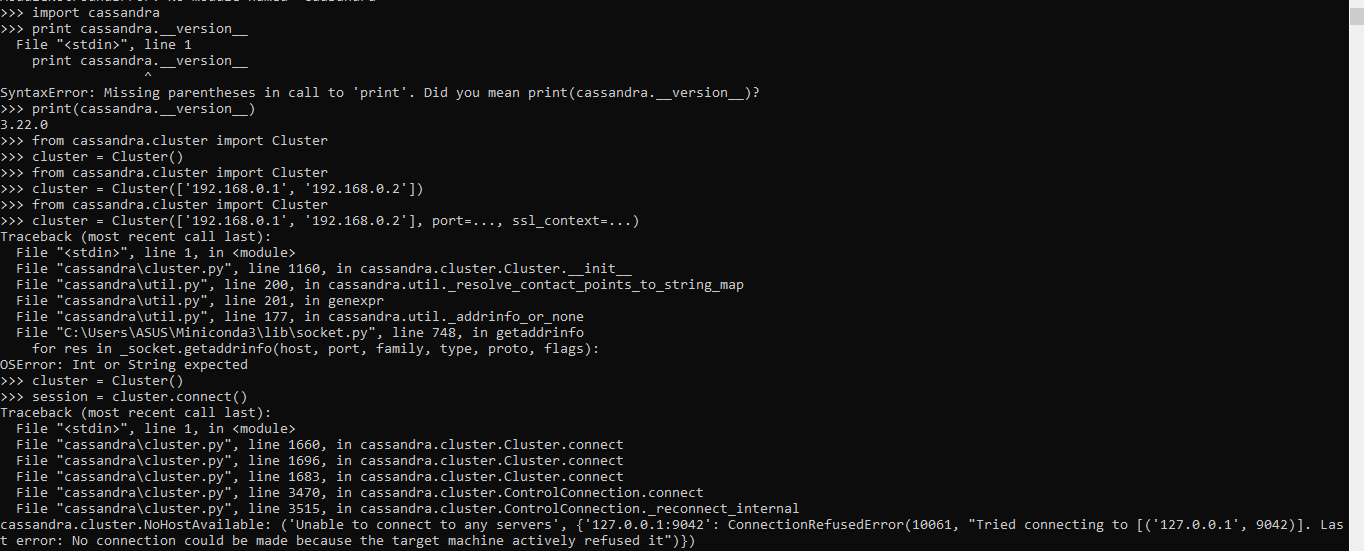 >>> import cassandra
>>> print cassandra.__version__
  File "<stdin>", line 1
    print cassandra.__version__
                  ^
SyntaxError: Missing parentheses in call to 'print'. Did you mean print(cassandra.__version__)?
>>> print(cassandra.__version__)
3.22.0
>>> from cassandra.cluster import Cluster
>>> cluster = Cluster()
>>> from cassandra.cluster import Cluster
>>> cluster = Cluster(['192.168.0.1', '192.168.0.2'])
>>> from cassandra.cluster import Cluster
>>> cluster = Cluster(['192.168.0.1', '192.168.0.2'], port=..., ssl_context=...)
Traceback (most recent call last):
  File "<stdin>", line 1, in <module>
  File "cassandra\cluster.py", line 1160, in cassandra.cluster.Cluster.__init__
  File "cassandra\util.py", line 200, in cassandra.util._resolve_contact_points_to_string_map
  File "cassandra\util.py", line 201, in genexpr
  File "cassandra\util.py", line 177, in cassandra.util._addrinfo_or_none
  File "C:\Users\ASUS\Miniconda3\lib\socket.py", line 748, in getaddrinfo
    for res in _socket.getaddrinfo(host, port, family, type, proto, flags):
OSError: Int or String expected
>>> cluster = Cluster()
>>> session = cluster.connect()
Traceback (most recent call last):
  File "<stdin>", line 1, in <module>
  File "cassandra\cluster.py", line 1660, in cassandra.cluster.Cluster.connect
  File "cassandra\cluster.py", line 1696, in cassandra.cluster.Cluster.connect
  File "cassandra\cluster.py", line 1683, in cassandra.cluster.Cluster.connect
  File "cassandra\cluster.py", line 3470, in cassandra.cluster.ControlConnection.connect
  File "cassandra\cluster.py", line 3515, in cassandra.cluster.ControlConnection._reconnect_internal
cassandra.cluster.NoHostAvailable: ('Unable to connect to any servers', {'127.0.0.1:9042': ConnectionRefusedError(10061, "Tried connecting to [('127.0.0.1', 9042)]. Las
t error: No connection could be made because the target machine actively refused it")})